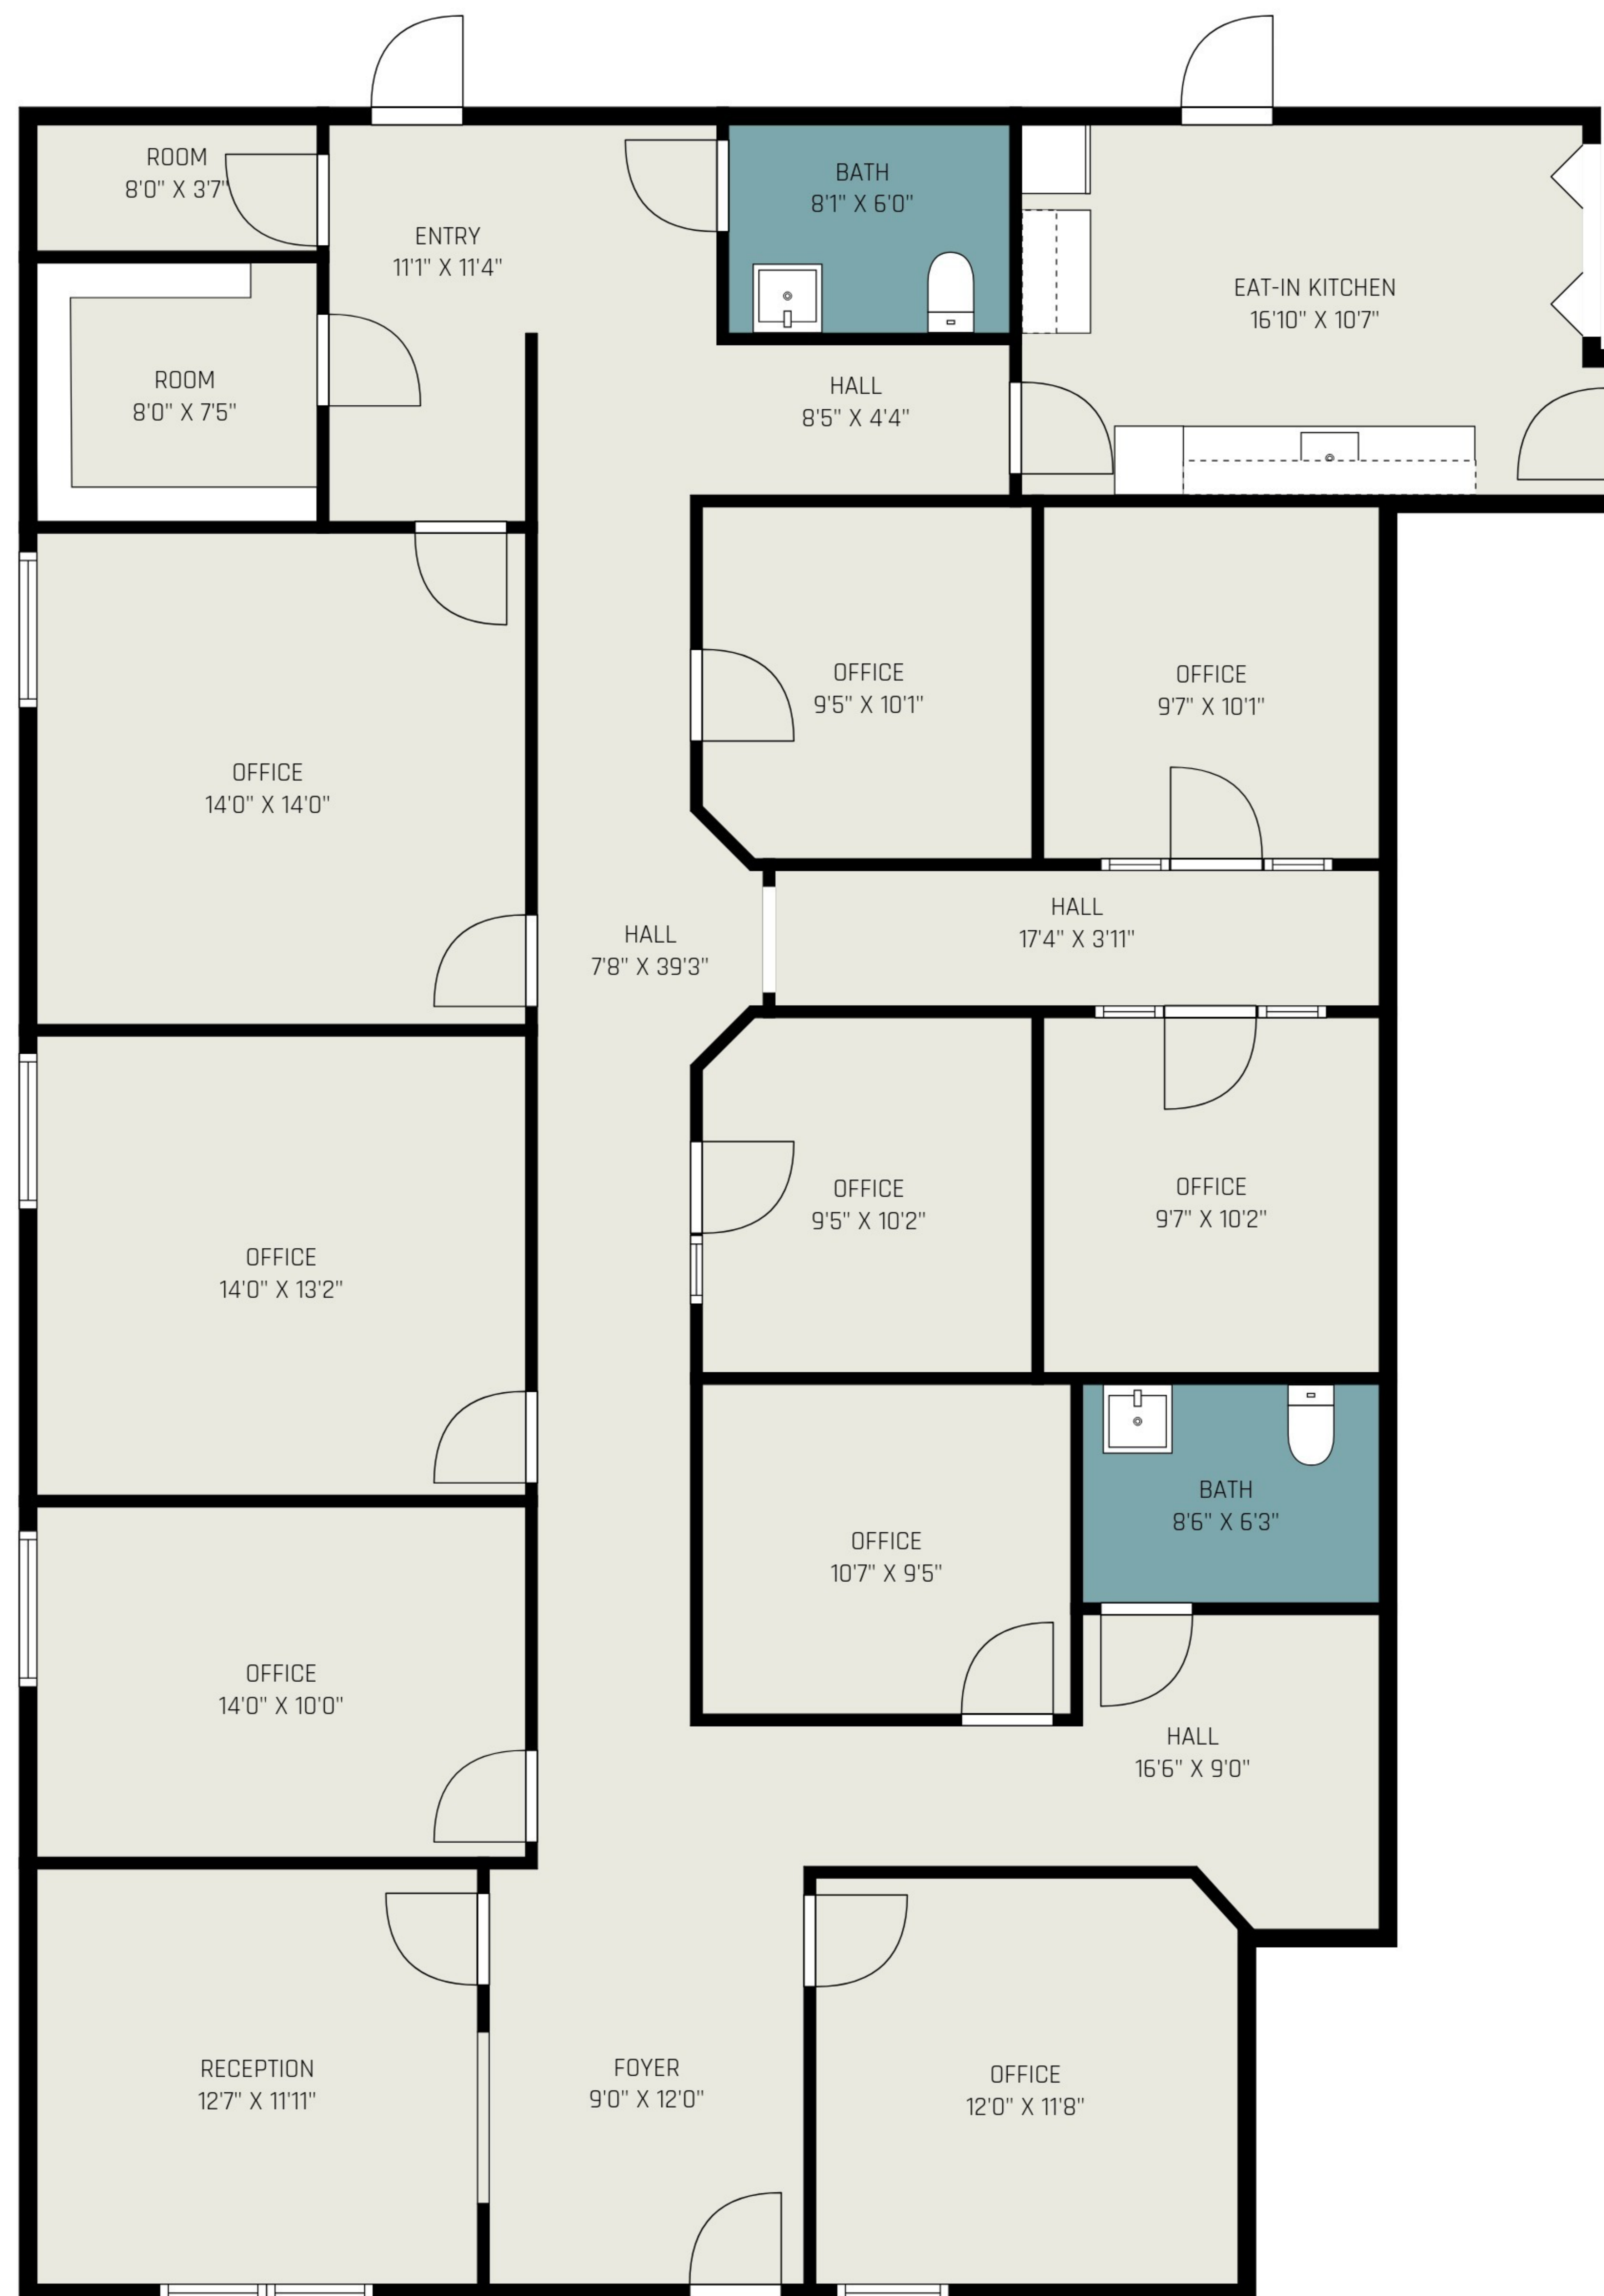 ROOM
8'0" X 3'7"
BATH
8'1" X 6'0"
ENTRY
11'1" X 11'4"
EAT-IN KITCHEN
16'10" X 10'7"
ROOM
8'0" X 7'5"
HALL
8'5" X 4'4"
OFFICE
9'5" X 10'1"
OFFICE
9'7" X 10'1"
OFFICE
14'0" X 14'0"
HALL
7'8" X 39'3"
HALL
17'4" X 3'11"
OFFICE
9'5" X 10'2"
OFFICE
9'7" X 10'2"
OFFICE
14'0" X 13'2"
BATH
8'6" X 6'3"
OFFICE
10'7" X 9'5"
OFFICE
14'0" X 10'0"
HALL
16'6" X 9'0"
RECEPTION
12'7" X 11'11"
FOYER
9'0" X 12'0"
OFFICE
12'0" X 11'8"